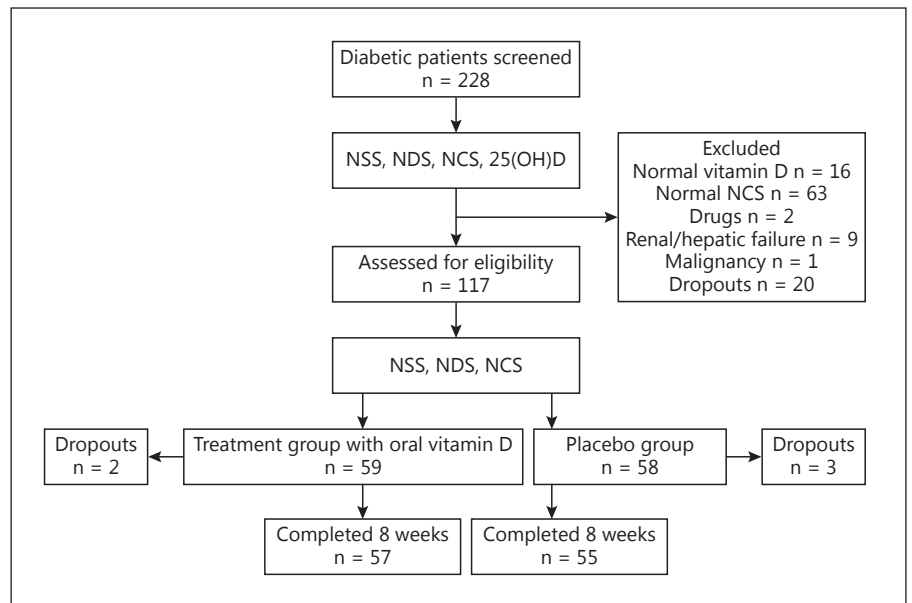 Diabetic patients screened
n = 228
NSS, NDS, NCS, 25(OH)D
Excluded
Normal vitamin D n = 16
Normal NCS n = 63
Drugs n = 2
Renal/hepatic failure n = 9
Malignancy n = 1
Dropouts n = 20
Assessed for eligibility
n = 117
NSS, NDS, NCS
Dropouts
n = 2
Treatment group with oral vitamin D
n = 59
Placebo group
n = 58
Dropouts
n = 3
Completed 8 weeks
n = 57
Completed 8 weeks
n = 55